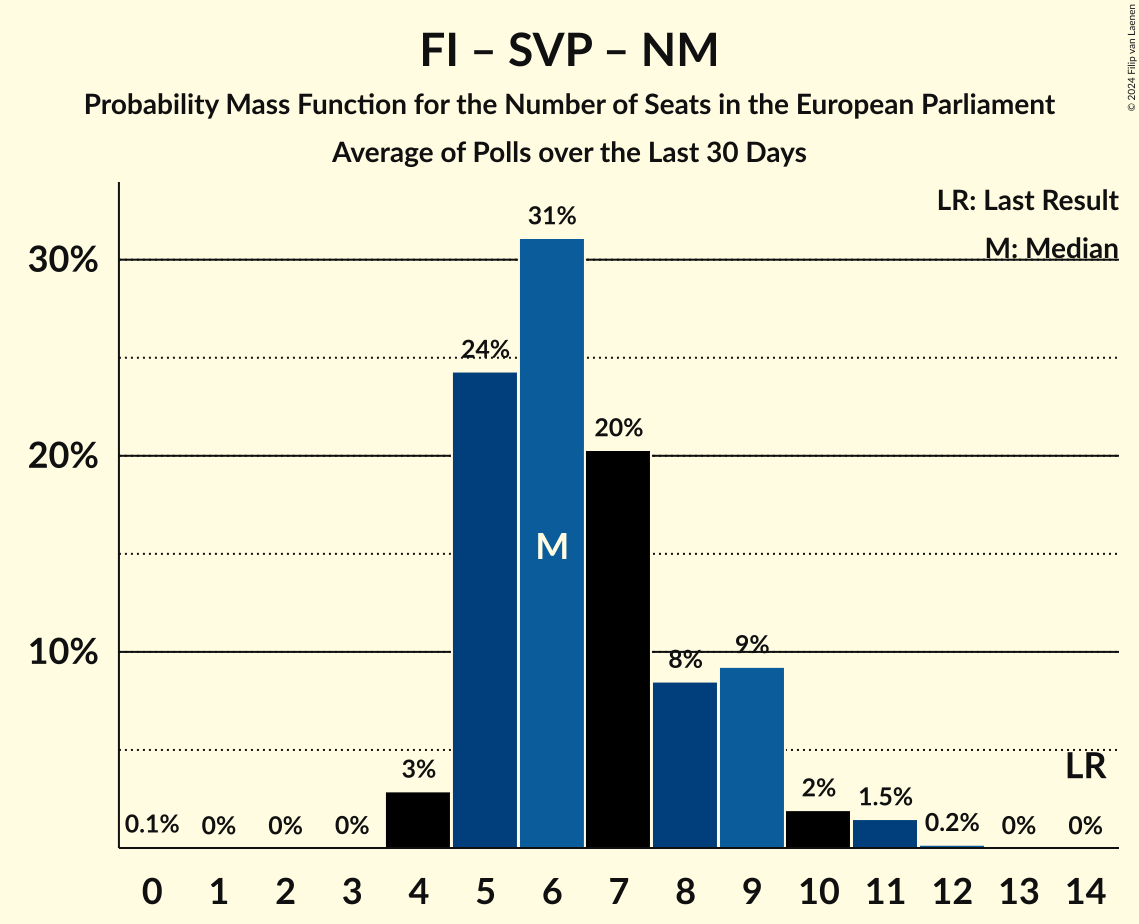 FI – SVP – NM
Probability Mass Function for the Number of Seats in the European Parliament
Average of Polls over the Last 30 Days
© 2024 Filip van Laenen
LR: Last Result
M: Median
31%
30%
24%
20%
20%
M
10%
8%
9%
3%
2%
1.5%
LR
0.1%
0%
0%
0%
0.2%
0%
0%
0 1 2 3 4 5 6 7 8 9 10 11 12 13 14